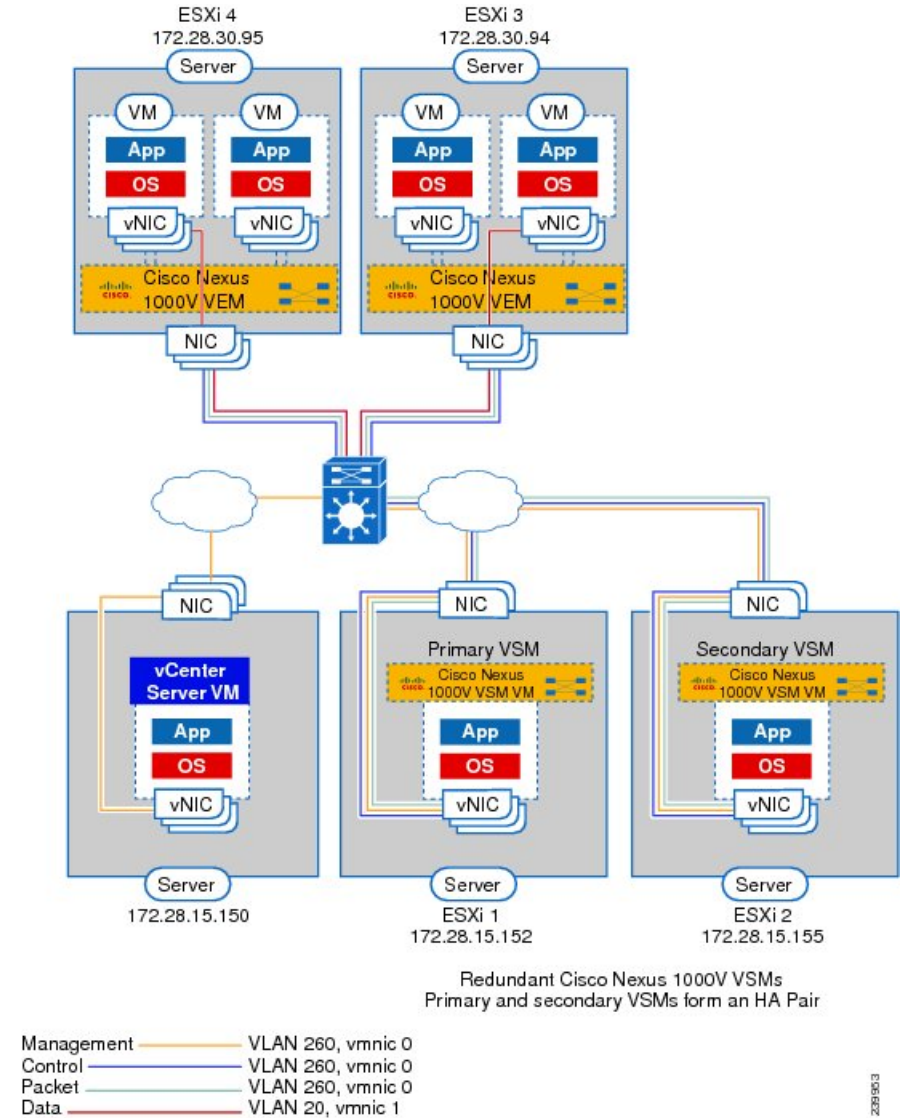 ESXi 4
172.28.30.95
Server
ESXi 3
172.28.30.94
Server
VM
App
OS
vNIC
VM
App
OS
vNIC
VM
App
OS
vNIC
VM
App
OS
vNIC
CISCO.
Cisco Nexus
1000V VEM
CISCO.
Cisco Nexus
1000V VEM
NIC
NIC
NIC
vCenter
Server VM
App
OS
vNIC
Server
172.28.15.150
NIC
Primary VSM
CISCO.
Cisco Nexus
1000V VSM VM
App
OS
vNIC
Server
ESXi 1
172.28.15.152
NIC
Secondary VSM
CISCO.
Cisco Nexus
1000V VSM VM
App
OS
vNIC
Server
ESXi 2
172.28.15.155
Redundant Cisco Nexus 1000V VSMs
Primary and secondary VSMs form an HA Pair
Management VLAN 260, vmnic 0
Control VLAN 260, vmnic 0
Packet VLAN 260, vmnic 0
Data VLAN 20, vmnic 1
239953